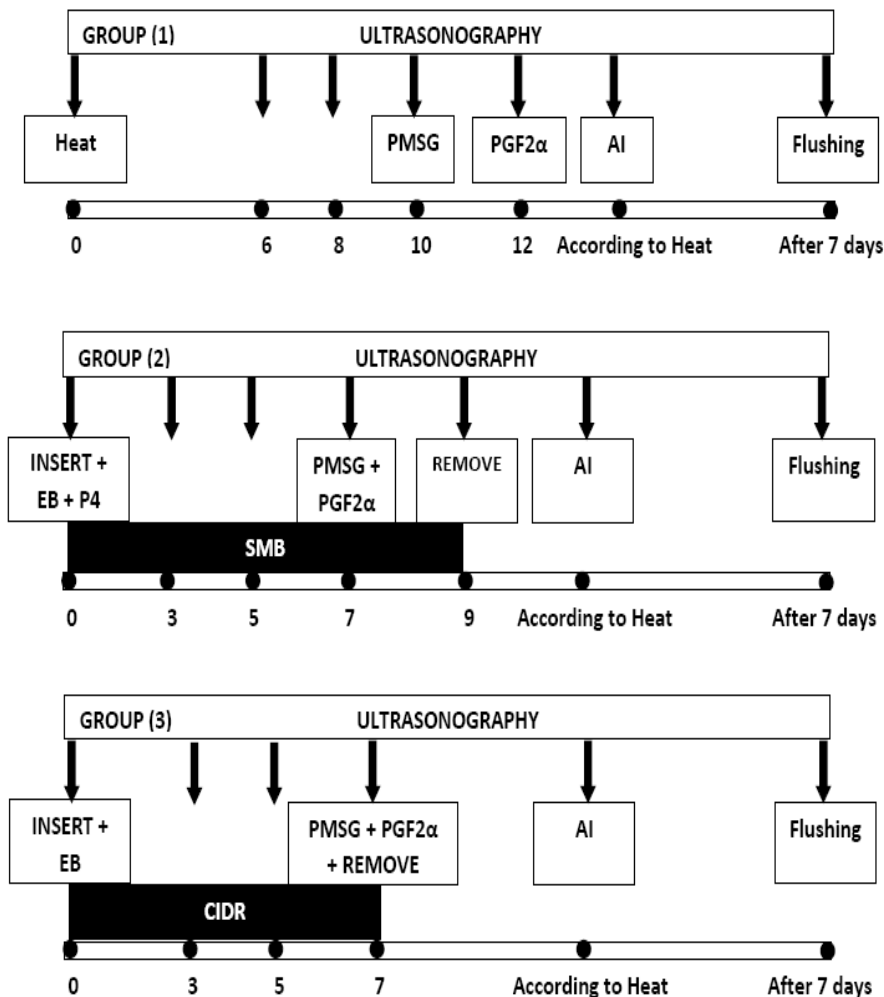 GROUP (1) ULTRASONOGRAPHY
Heat PMSG PGF2α AI Flushing
0 6 8 10 12 According to Heat After 7 days
GROUP (2) ULTRASONOGRAPHY
INSERT +
EB + P4
PMSG +
PGF2α
REMOVE
AI
Flushing
SMB
0 3 5 7 9 According to Heat After 7 days
GROUP (3) ULTRASONOGRAPHY
INSERT +
EB
PMSG + PGF2α
+ REMOVE
AI
Flushing
CIDR
0 3 5 7 According to Heat After 7 days